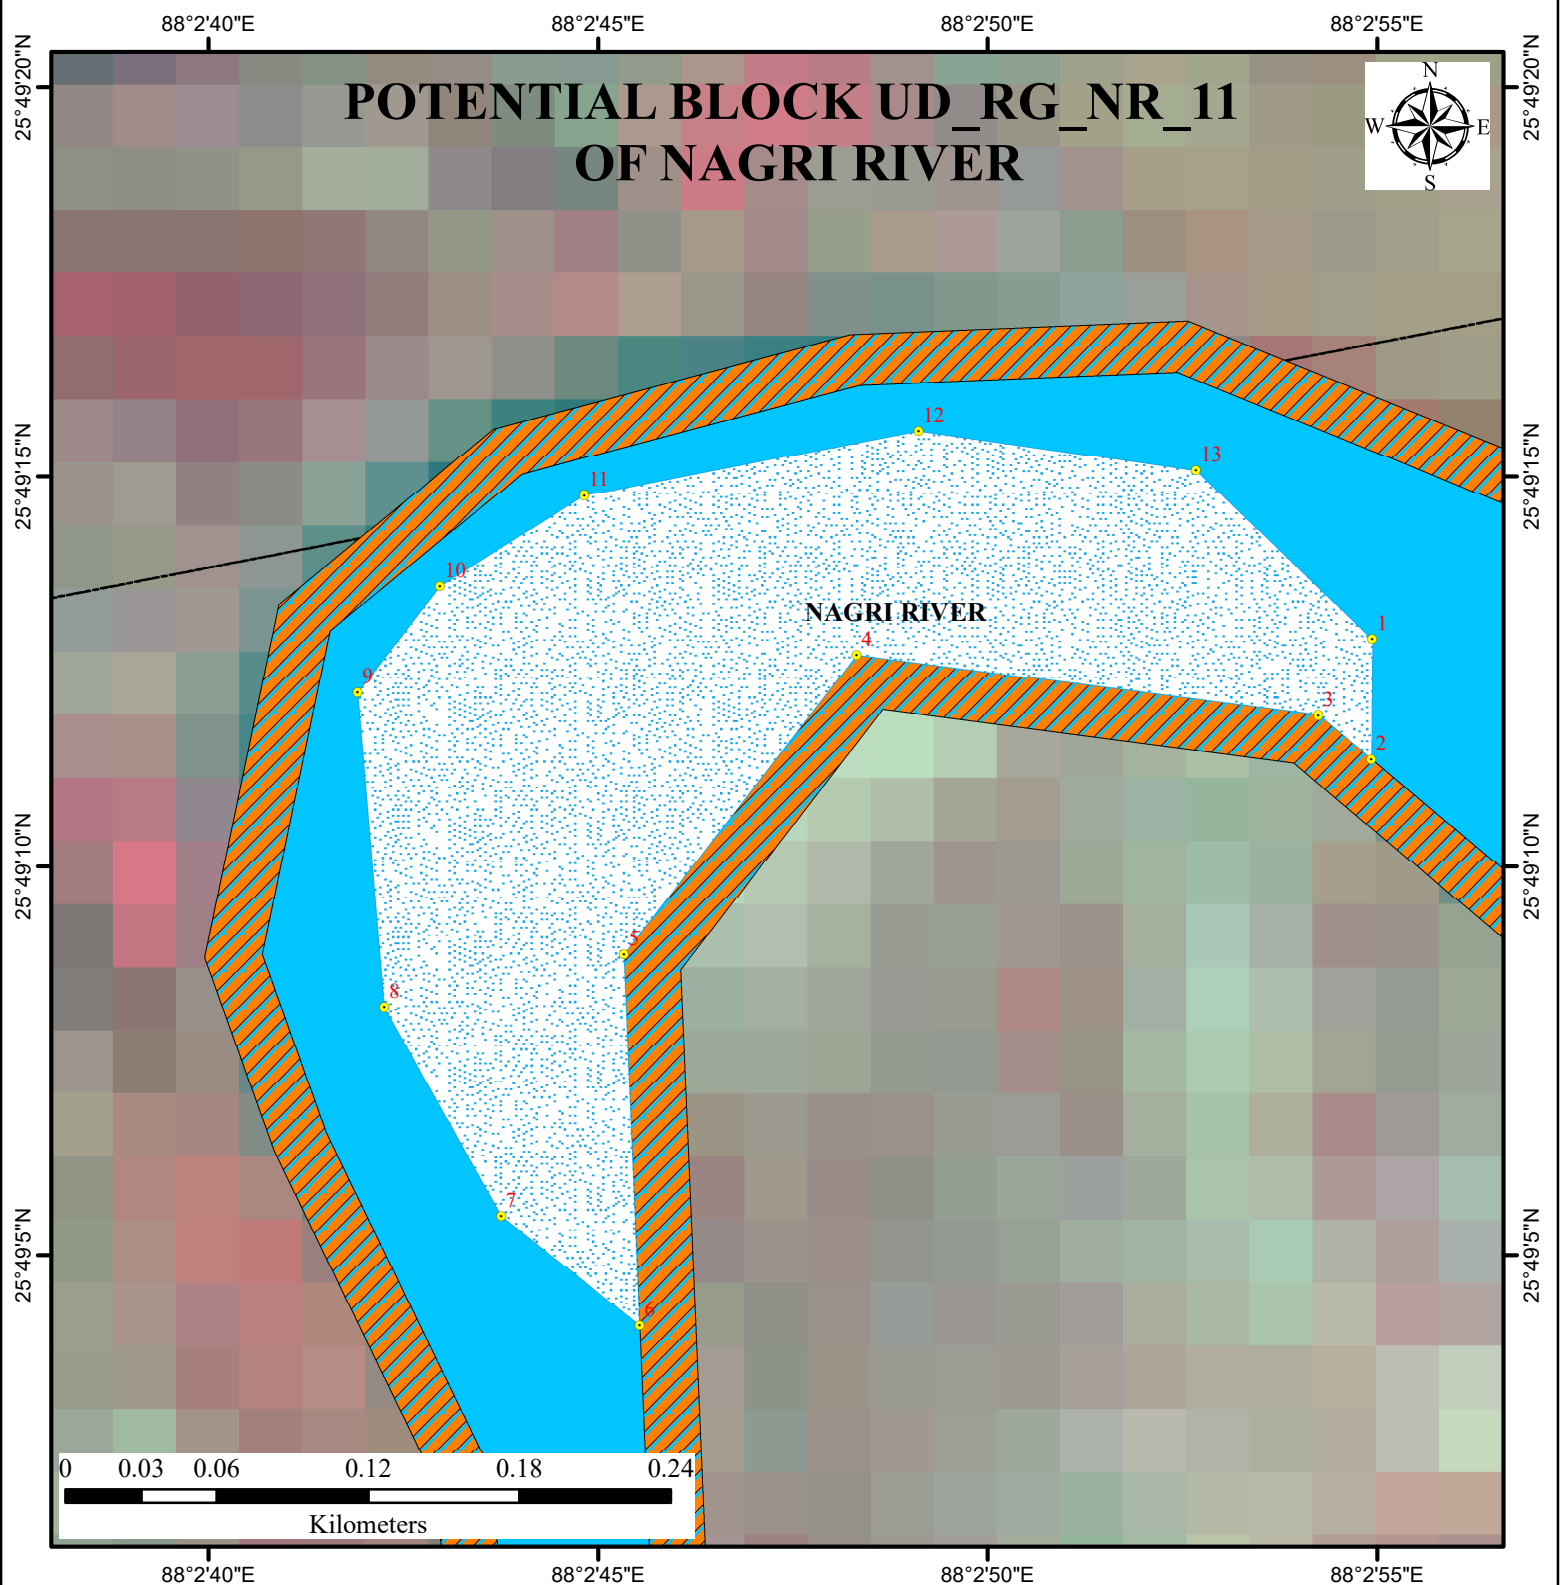 88°2'40"E 88°2'45"E 88°2'50"E 88°2'55"E
25°49'20"N 25°49'20"N
POTENTIAL BLOCK UD_RG_NR_11
OF NAGRI RIVER
N
W E
S
12
13
25°49'15"N 25°49'15"N
11
10
NAGRI RIVER
1
4
9
3
2
25°49'10"N 25°49'10"N
5
8
7
25°49'5"N 25°49'5"N
6
0 0.03 0.06 0.12 0.18 0.24
Kilometers
88°2'40"E 88°2'45"E 88°2'50"E 88°2'55"E